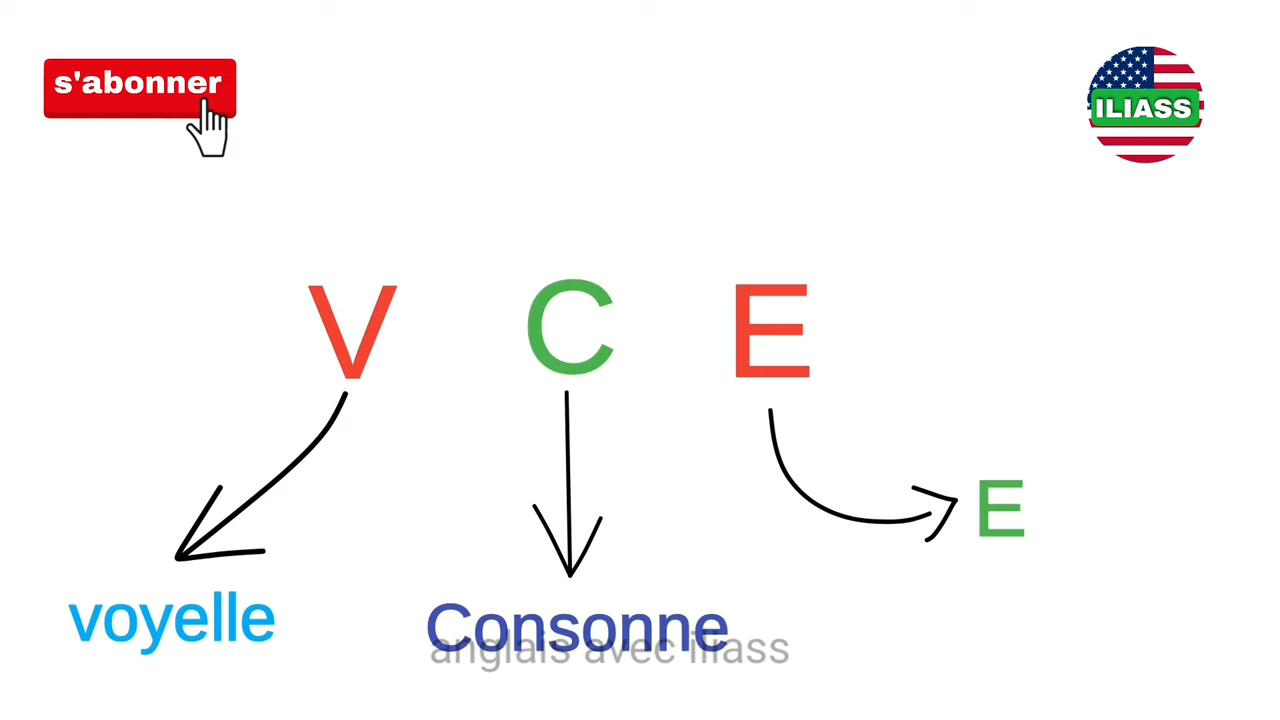 s'abonner
ILIASS
V C E
E
voyelle
Consonne
anglais avec iliass